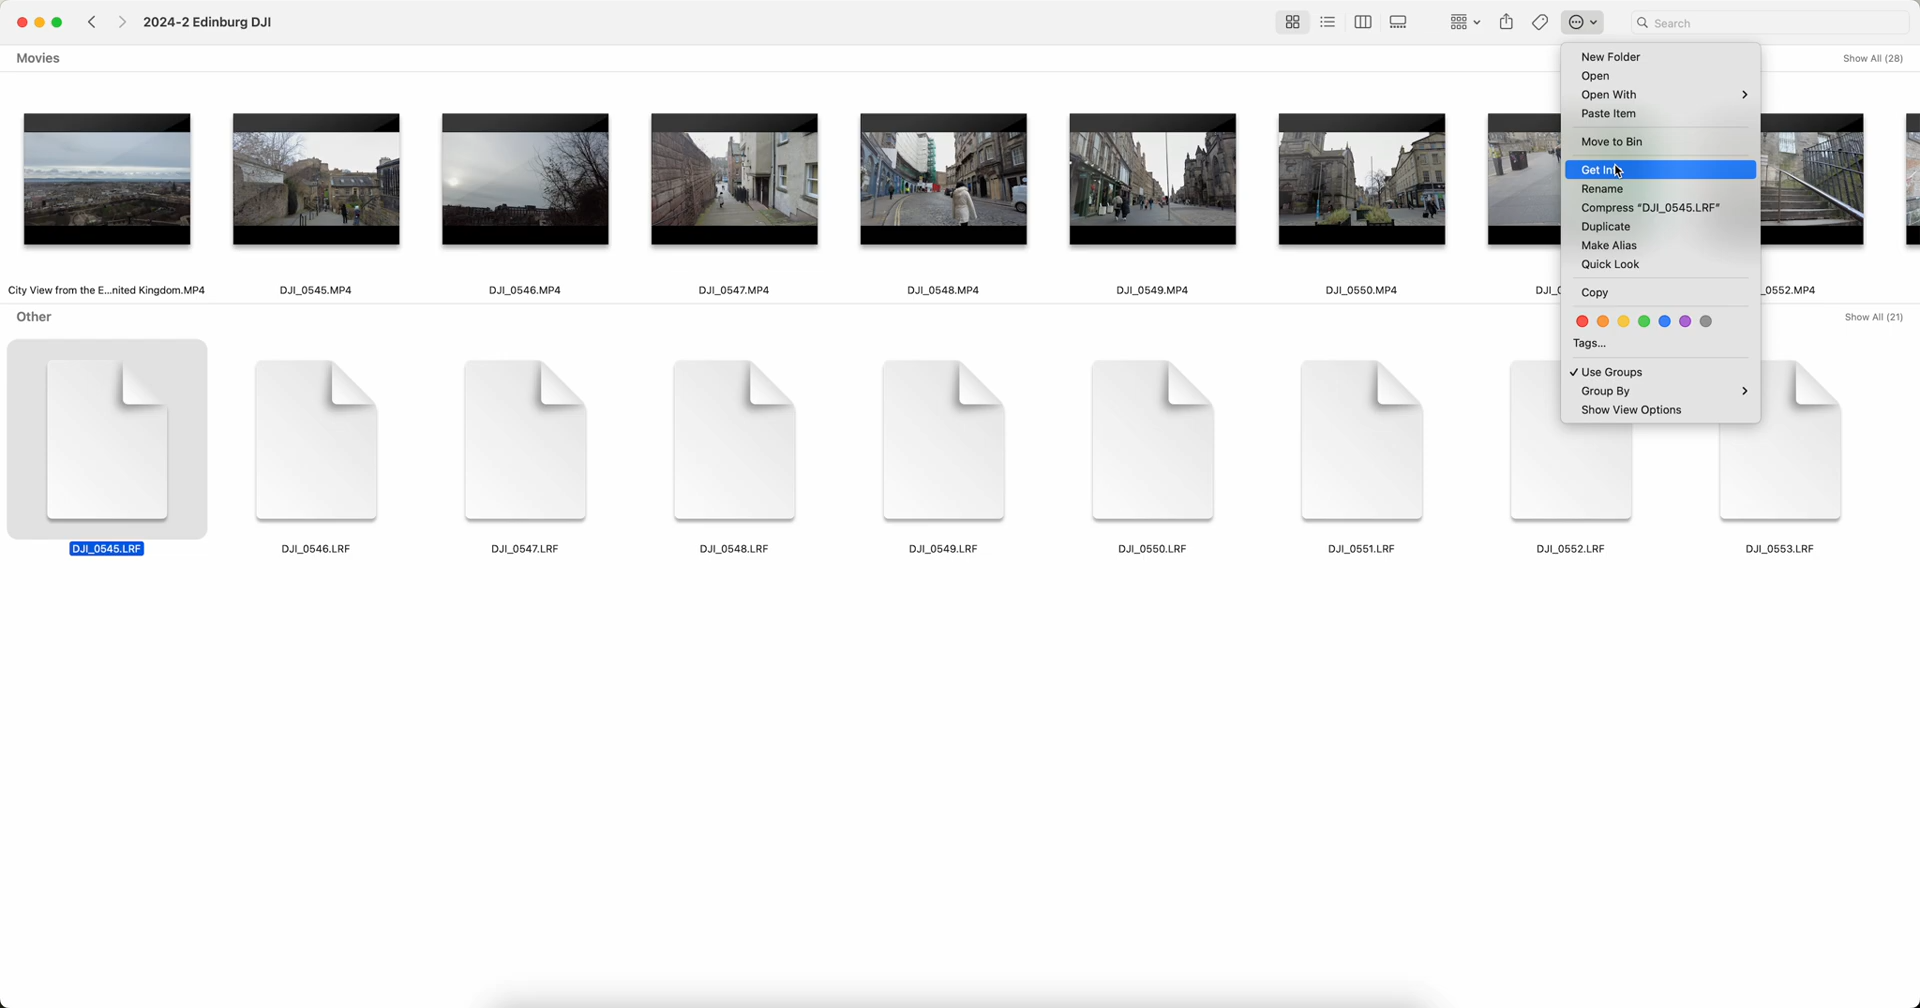 2024-2 Edinburg DJI
Search
Movies
Show All (28)
City View from the E...nited Kingdom.MP4
DJI_0545.MP4
DJI_0546.MP4
DJI_0547.MP4
DJI_0548.MP4
DJI_0549.MP4
DJI_0550.MP4
Other
Show All (21)
DJI_0545.LRF
DJI_0546.LRF
DJI_0547.LRF
DJI_0548.LRF
DJI_0549.LRF
DJI_0550.LRF
DJI_0551.LRF
DJI_0552.LRF
DJI_0553.LRF
New Folder
Open
Open With
Paste Item
Move to Bin
Get
Rename
Compress "DJI_0545.LRF"
Duplicate
Make Alias
Quick Look
Copy
Tags...
Use Groups
Group By
Show View Options